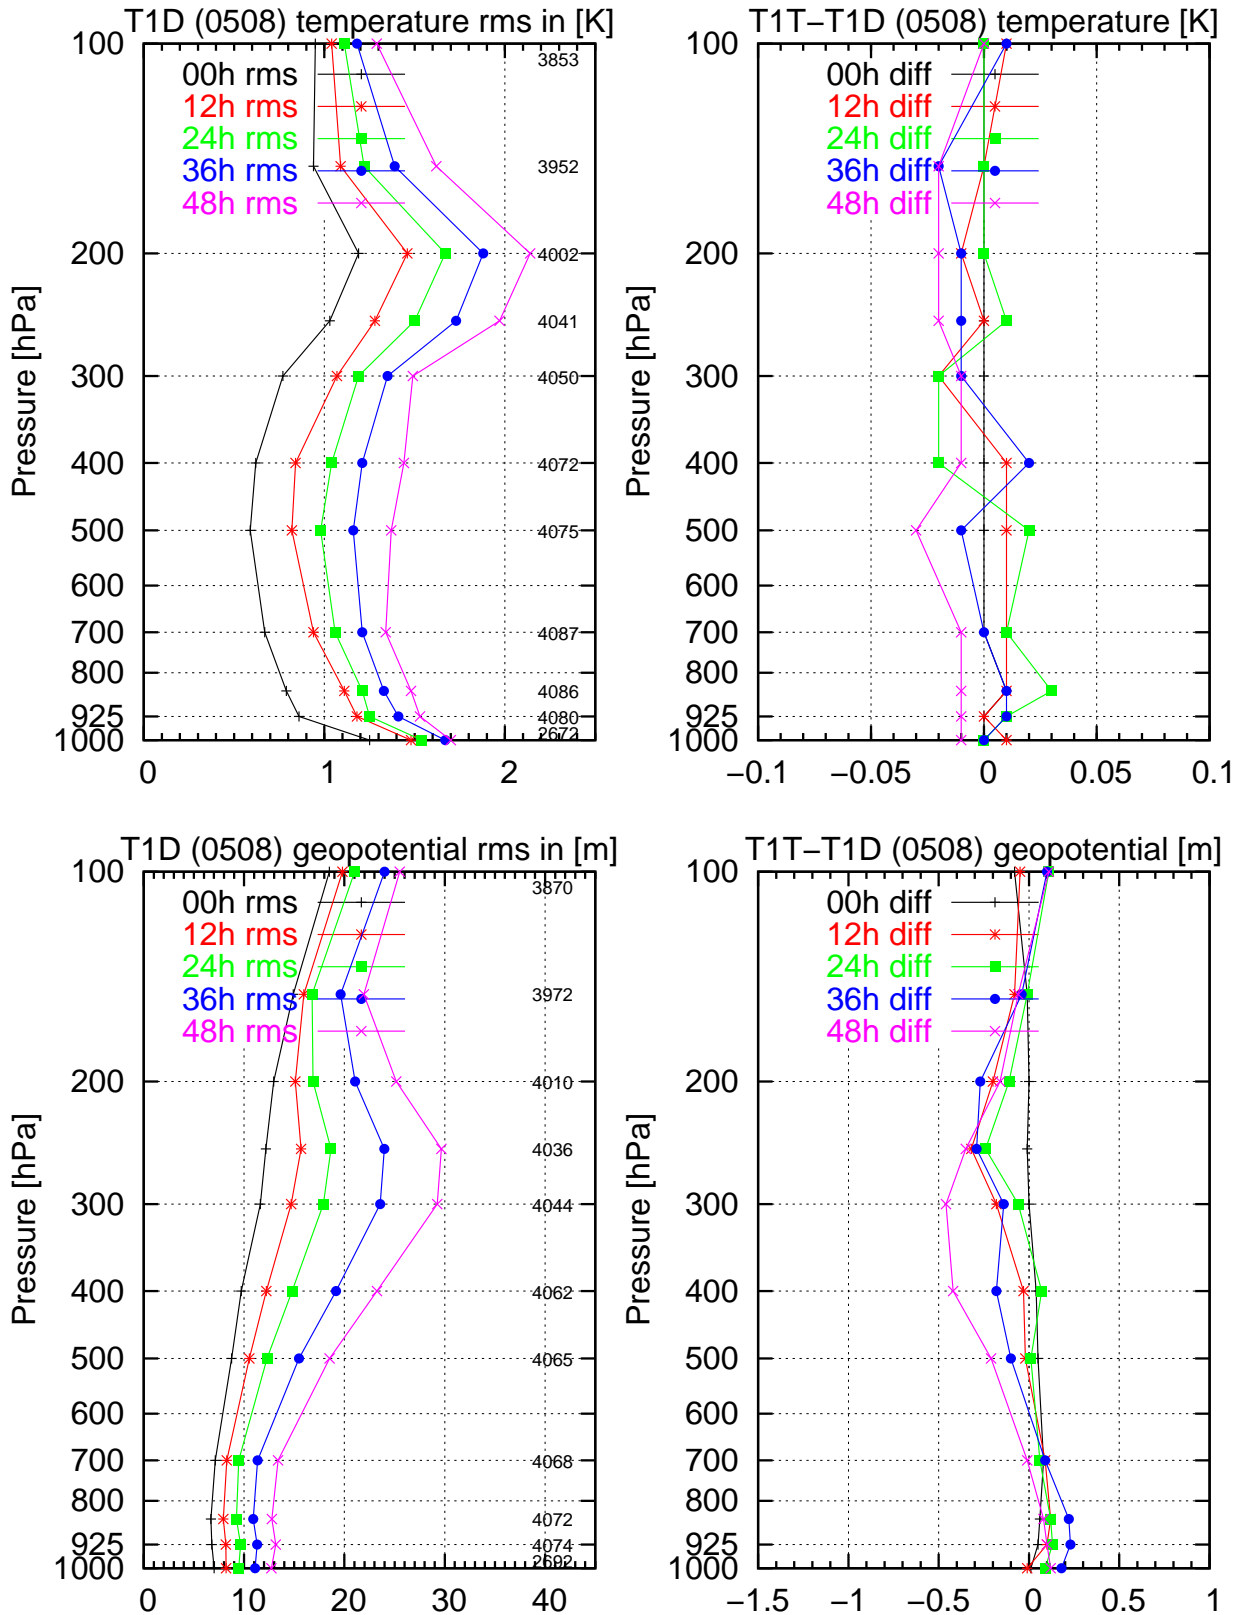 T1D (0508) temperature rms in [K]
Pressure [hPa]
100
200
300
400
500
600
700
800
925
1000
00h rms
12h rms
24h rms
36h rms
48h rms
3853
3952
4002
4041
4050
4072
4075
4087
4086
4080
2673
0 1 2
T1T−T1D (0508) temperature [K]
Pressure [hPa]
100
200
300
400
500
600
700
800
925
1000
00h diff
12h diff
24h diff
36h diff
48h diff
−0.1 −0.05 0 0.05 0.1
T1D (0508) geopotential rms in [m]
Pressure [hPa]
100
200
300
400
500
600
700
800
925
1000
00h rms
12h rms
24h rms
36h rms
48h rms
3870
3972
4010
4036
4044
4062
4065
4068
4072
4074
2692
0 10 20 30 40
T1T−T1D (0508) geopotential [m]
Pressure [hPa]
100
200
300
400
500
600
700
800
925
1000
00h diff
12h diff
24h diff
36h diff
48h diff
−1.5 −1 −0.5 0 0.5 1